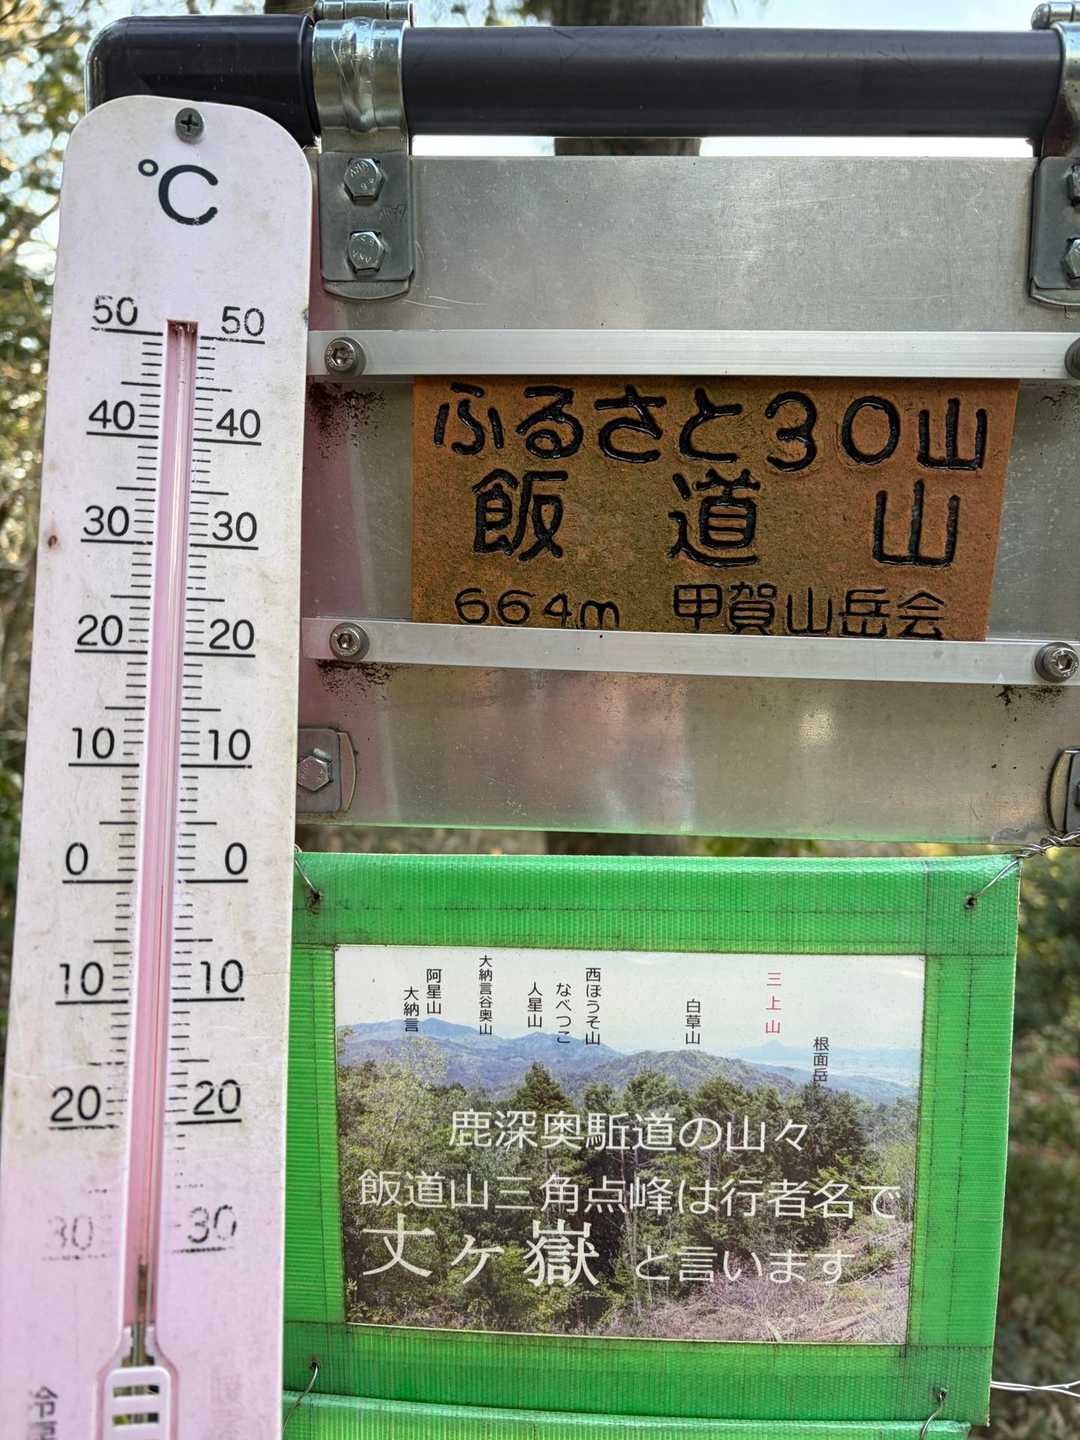 ℃
50 50
40 40
30 30
20 20
10 10
0 0
10 10
20 20
30 30
ふるさと30山
飯道山
664m 甲賀山岳会
大納言
阿星山
大納言谷奥山
人星山
なべつこ
西ほうそ山
白草山
三上山
根面岳
鹿深奥駈道の山々
飯道山三角点峰は行者名で
丈ヶ嶽 と言います